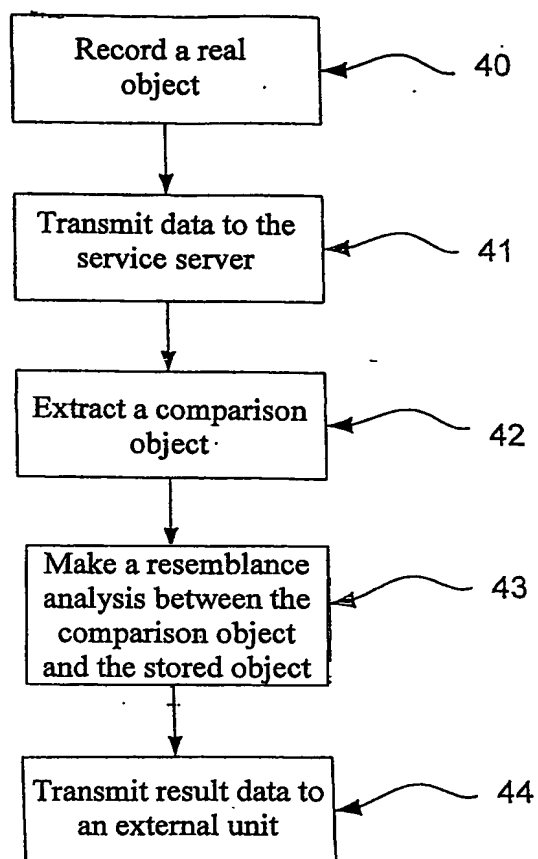 Record a real
object
40
Transmit data to the
service server
41
Extract a comparison
object
42
Make a resemblance
analysis between the
comparison object
and the stored object
43
Transmit result data to
an external unit
44